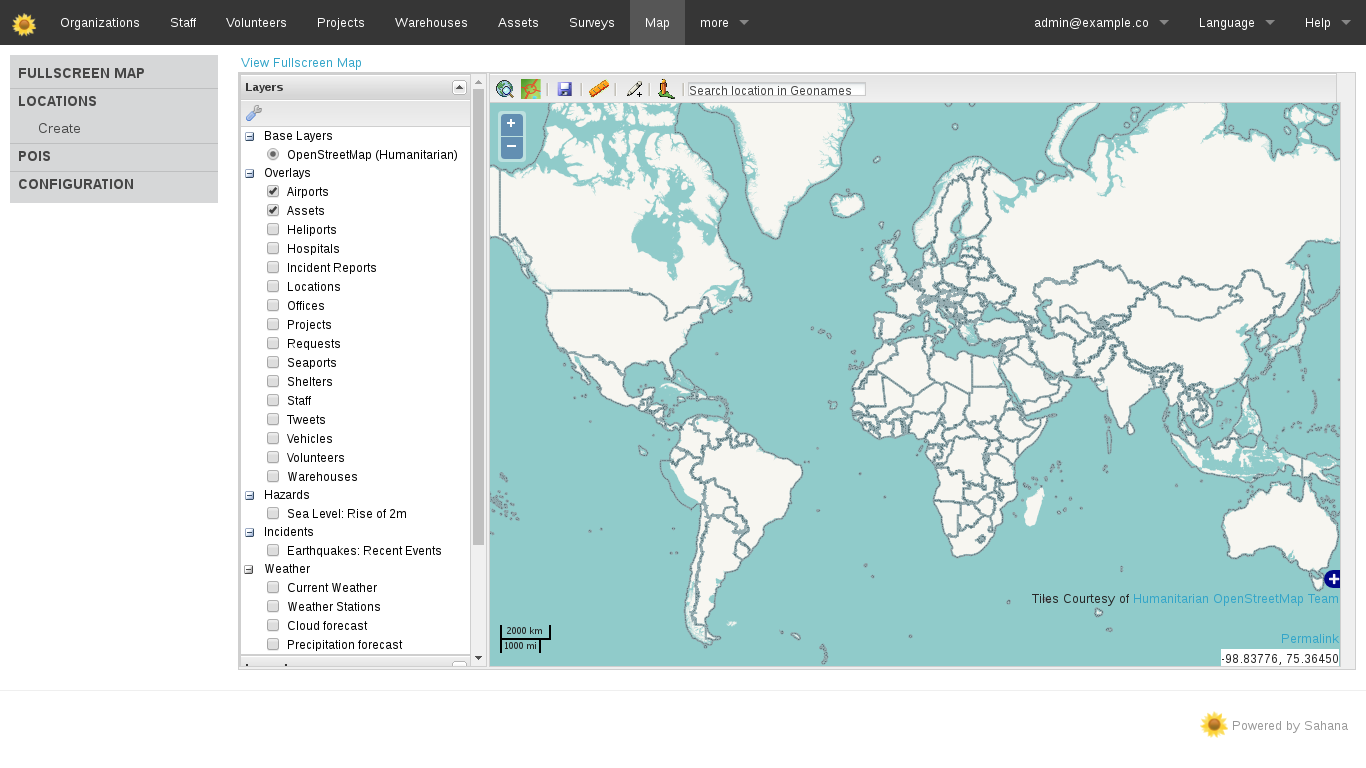 Organizations Staff Volunteers Projects Warehouses Assets Surveys Map more admin@example.co Language Help
FULLSCREEN MAP
LOCATIONS
Create
POIS
CONFIGURATION
View Fullscreen Map
Layers
Base Layers
OpenStreetMap (Humanitarian)
Overlays
Airports
Assets
Heliports
Hospitals
Incident Reports
Locations
Offices
Projects
Requests
Seaports
Shelters
Staff
Tweets
Vehicles
Volunteers
Warehouses
Hazards
Sea Level: Rise of 2m
Incidents
Earthquakes: Recent Events
Weather
Current Weather
Weather Stations
Cloud forecast
Precipitation forecast
Search location in Geonames
+
−
2000 km
1000 mi
+
Tiles Courtesy of Humanitarian OpenStreetMap Team
Permalink
-98.83776, 75.36450
Powered by Sahana